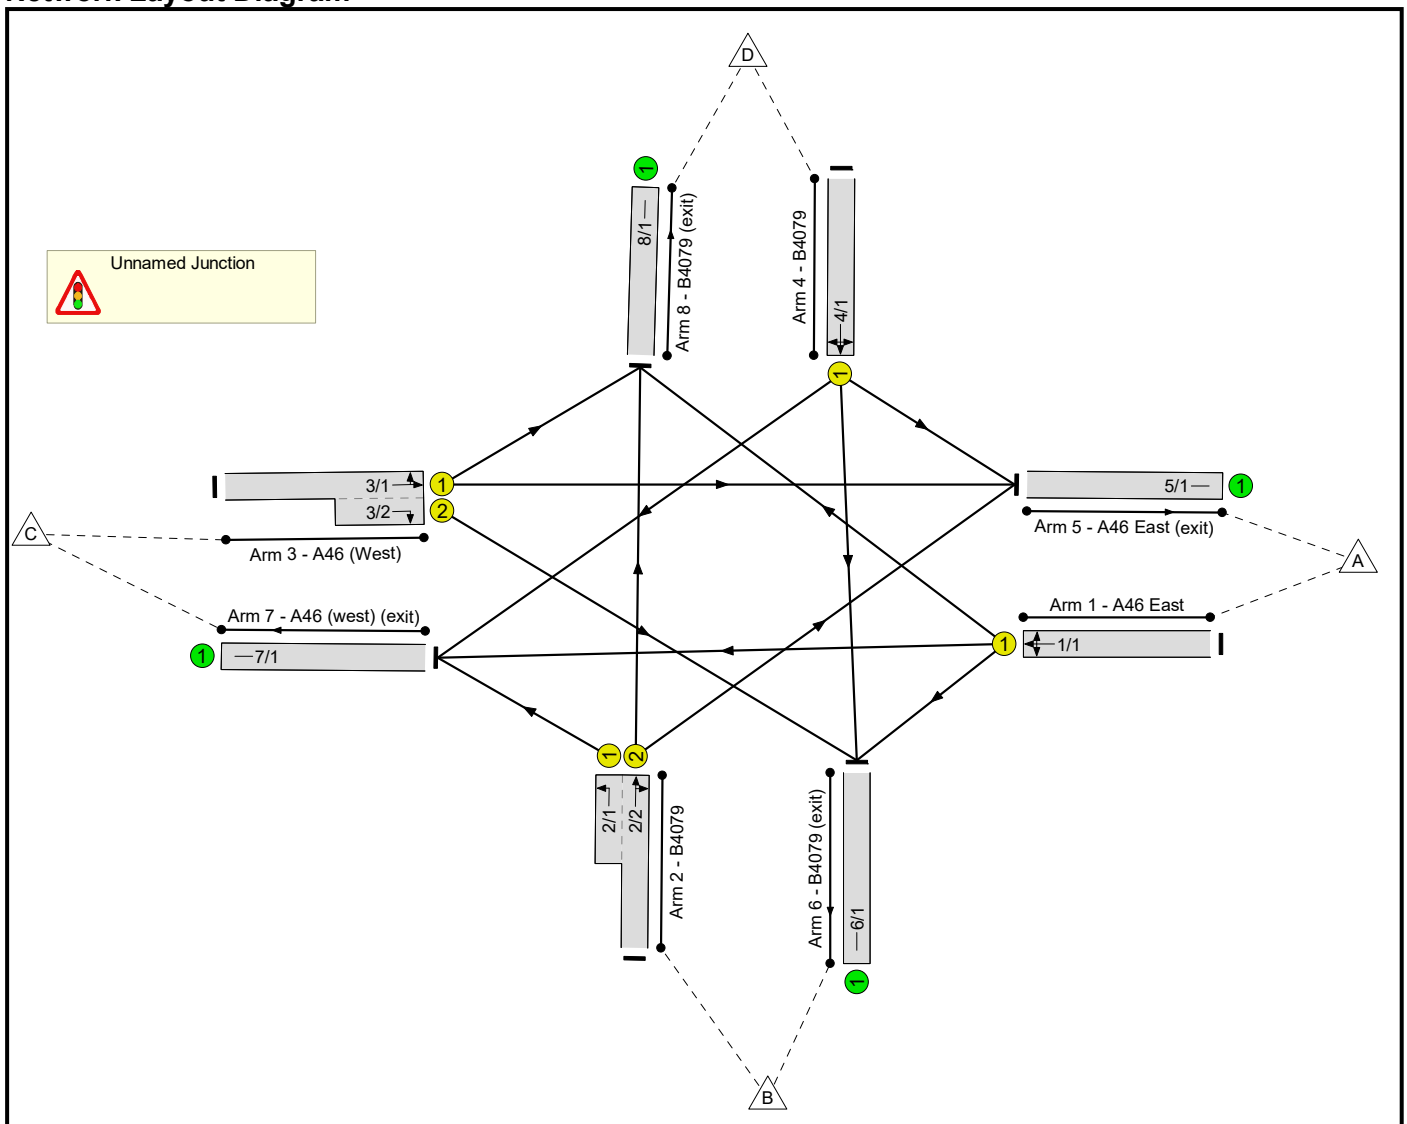 Network Layout Diagram
D
1
8/1
Arm 8 - B4079 (exit)
Arm 4 - B4079
4/1
1
Unnamed Junction
3/1
1
3/2
2
Arm 3 - A46 (West)
C
5/1
1
Arm 5 - A46 East (exit)
A
Arm 7 - A46 (west) (exit)
1
7/1
Arm 1 - A46 East
1
1/1
1
2
2/1
2/2
Arm 2 - B4079
Arm 6 - B4079 (exit)
6/1
1
B